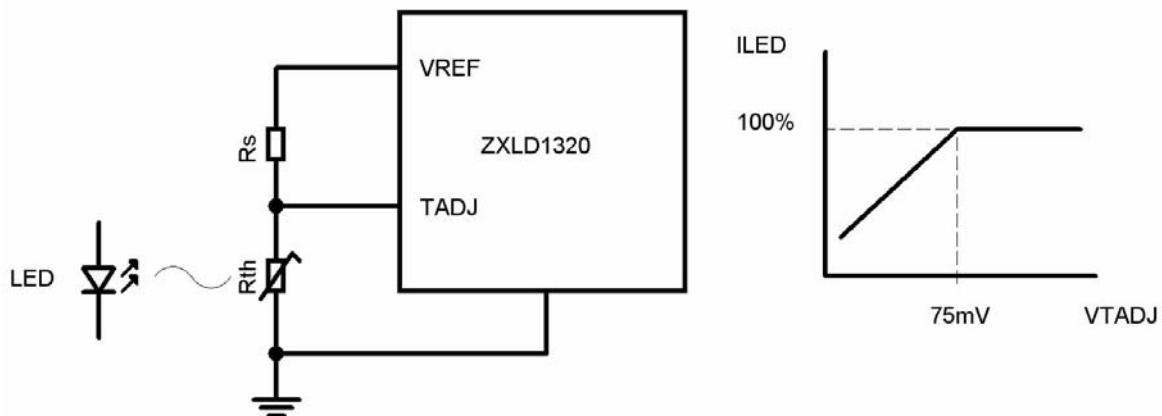 VREF
Rs
ZXLD1320
TADJ
LED
Rth
ILED
100%
75mV
VTADJ